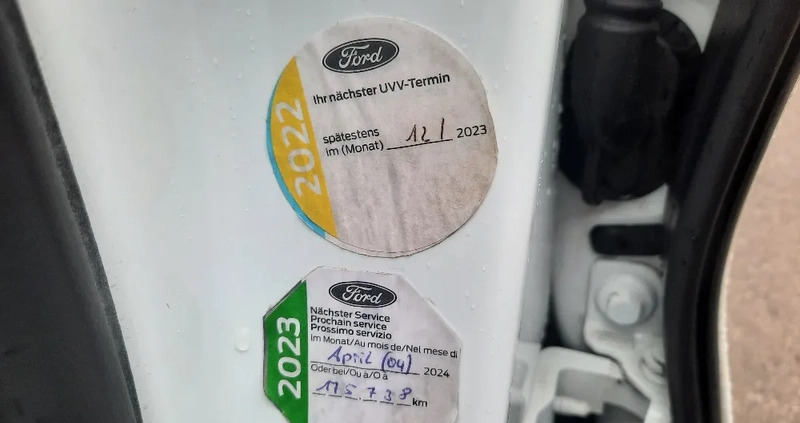 Ford
Ihr nächster UVV-Termin
2022
spätestens
im (Monat) 12/ 2023
Ford
Nächster Service
Prochain service
Prossimo servizio
2023
Im Monat/Au mois de/Nel mese di
April (04) 2024
Oder bei/Ou à/O à
115.738 km